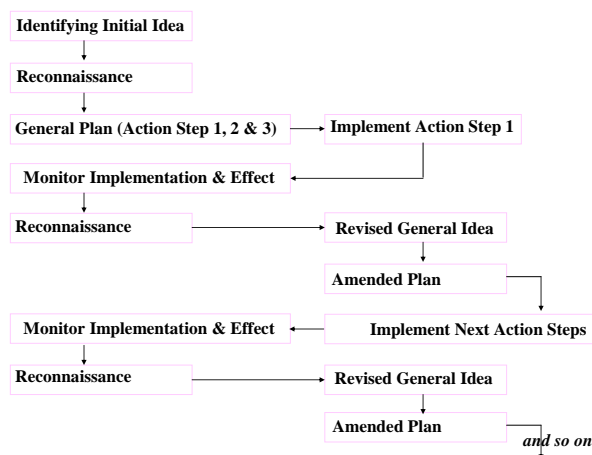 Identifying Initial Idea
Reconnaissance
General Plan (Action Step 1, 2 & 3)
Implement Action Step 1
Monitor Implementation & Effect
Reconnaissance
Revised General Idea
Amended Plan
Monitor Implementation & Effect
Implement Next Action Steps
Reconnaissance
Revised General Idea
Amended Plan
and so on